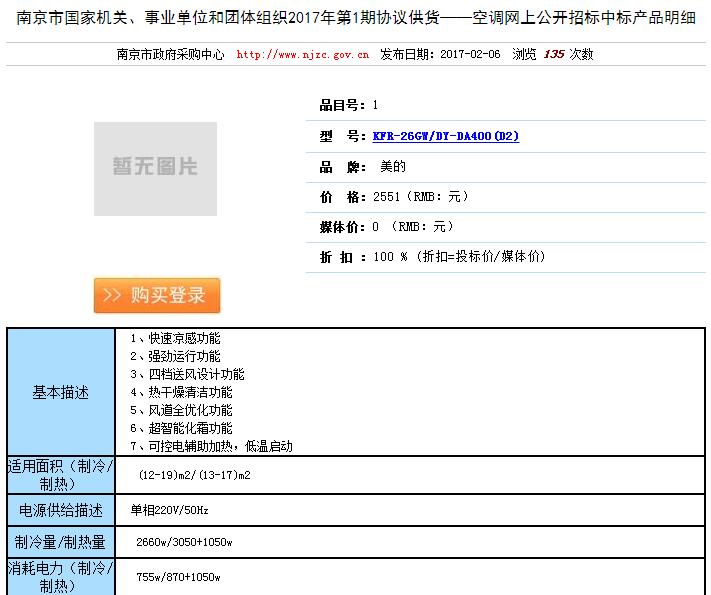 南京市国家机关、事业单位和团体组织2017年第1期协议供货——空调网上公开招标中标产品明细
南京市政府采购中心 http://www.njzc.gov.cn 发布日期：2017-02-06 浏览 135 次数
品目号：1
型 号：KFR-26GW/DY-DA400(D2)
暂无图片
品 牌： 美的
价 格：2551（RMB：元）
媒体价：0 （RMB：元）
折 扣 ：100 % (折扣=投标价/媒体价)
>> 购买登录
基本描述
1、快速凉感功能
2、强劲运行功能
3、四档送风设计功能
4、热干燥清洁功能
5、风道全优化功能
6、超智能化霜功能
7、可控电辅助加热，低温启动
适用面积（制冷/
制热）
(12-19)m2/(13-17)m2
电源供给描述
单相220V/50Hz
制冷量/制热量
2660w/3050+1050w
消耗电力（制冷/
制热）
755w/870+1050w